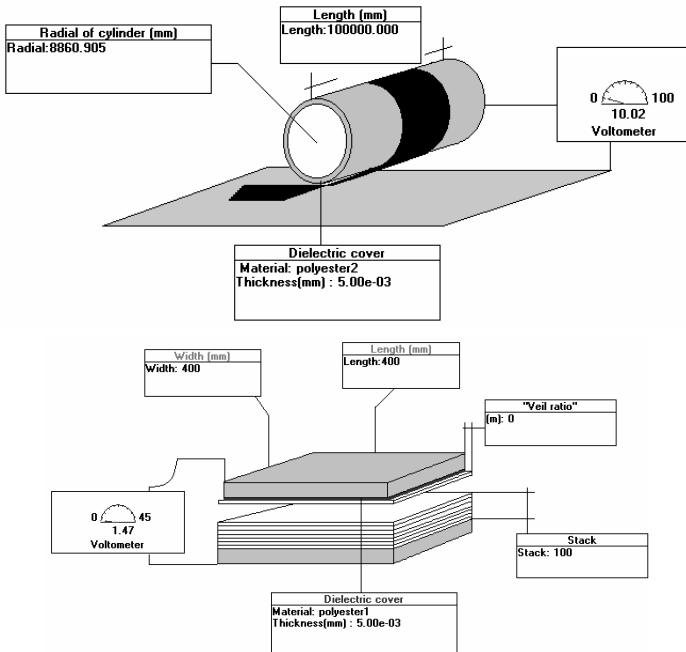 Radial of cylinder (mm)
Radial:8860.905
Length (mm)
Length:100000.000
0 100
10.02
Voltometer
Dielectric cover
Material: polyester2
Thickness(mm) : 5.00e-03
Width (mm)
Width: 400
Length (mm)
Length:400
"Veil ratio"
(m): 0
0 45
1.47
Voltometer
Stack
Stack: 100
Dielectric cover
Material: polyester1
Thickness(mm) : 5.00e-03